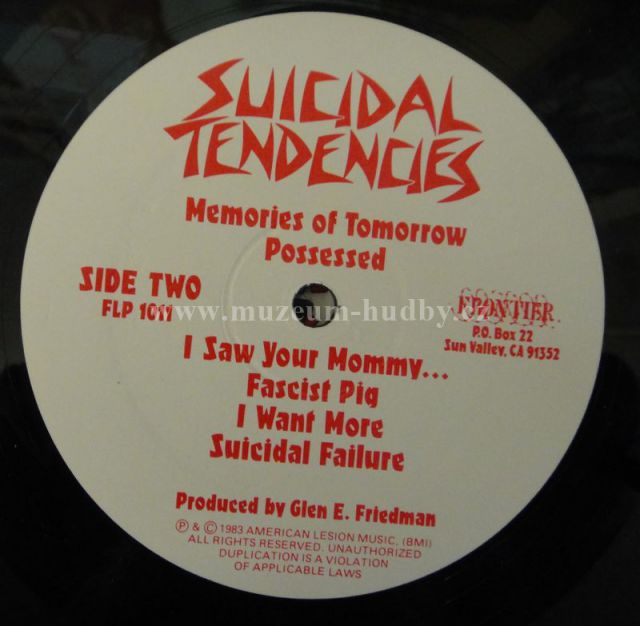 SUICIDAL
TENDENCIES
Memories of Tomorrow
Possessed
SIDE TWO
FLP 1011
www.muzeum-hudby.cz
FRONTIER
P.O. Box 22
Sun Valley, CA 91352
I Saw Your Mommy...
Fascist Pig
I Want More
Suicidal Failure
Produced by Glen E. Friedman
Ⓟ & © 1983 AMERICAN LESION MUSIC, (BMI)
ALL RIGHTS RESERVED. UNAUTHORIZED
DUPLICATION IS A VIOLATION
OF APPLICABLE LAWS